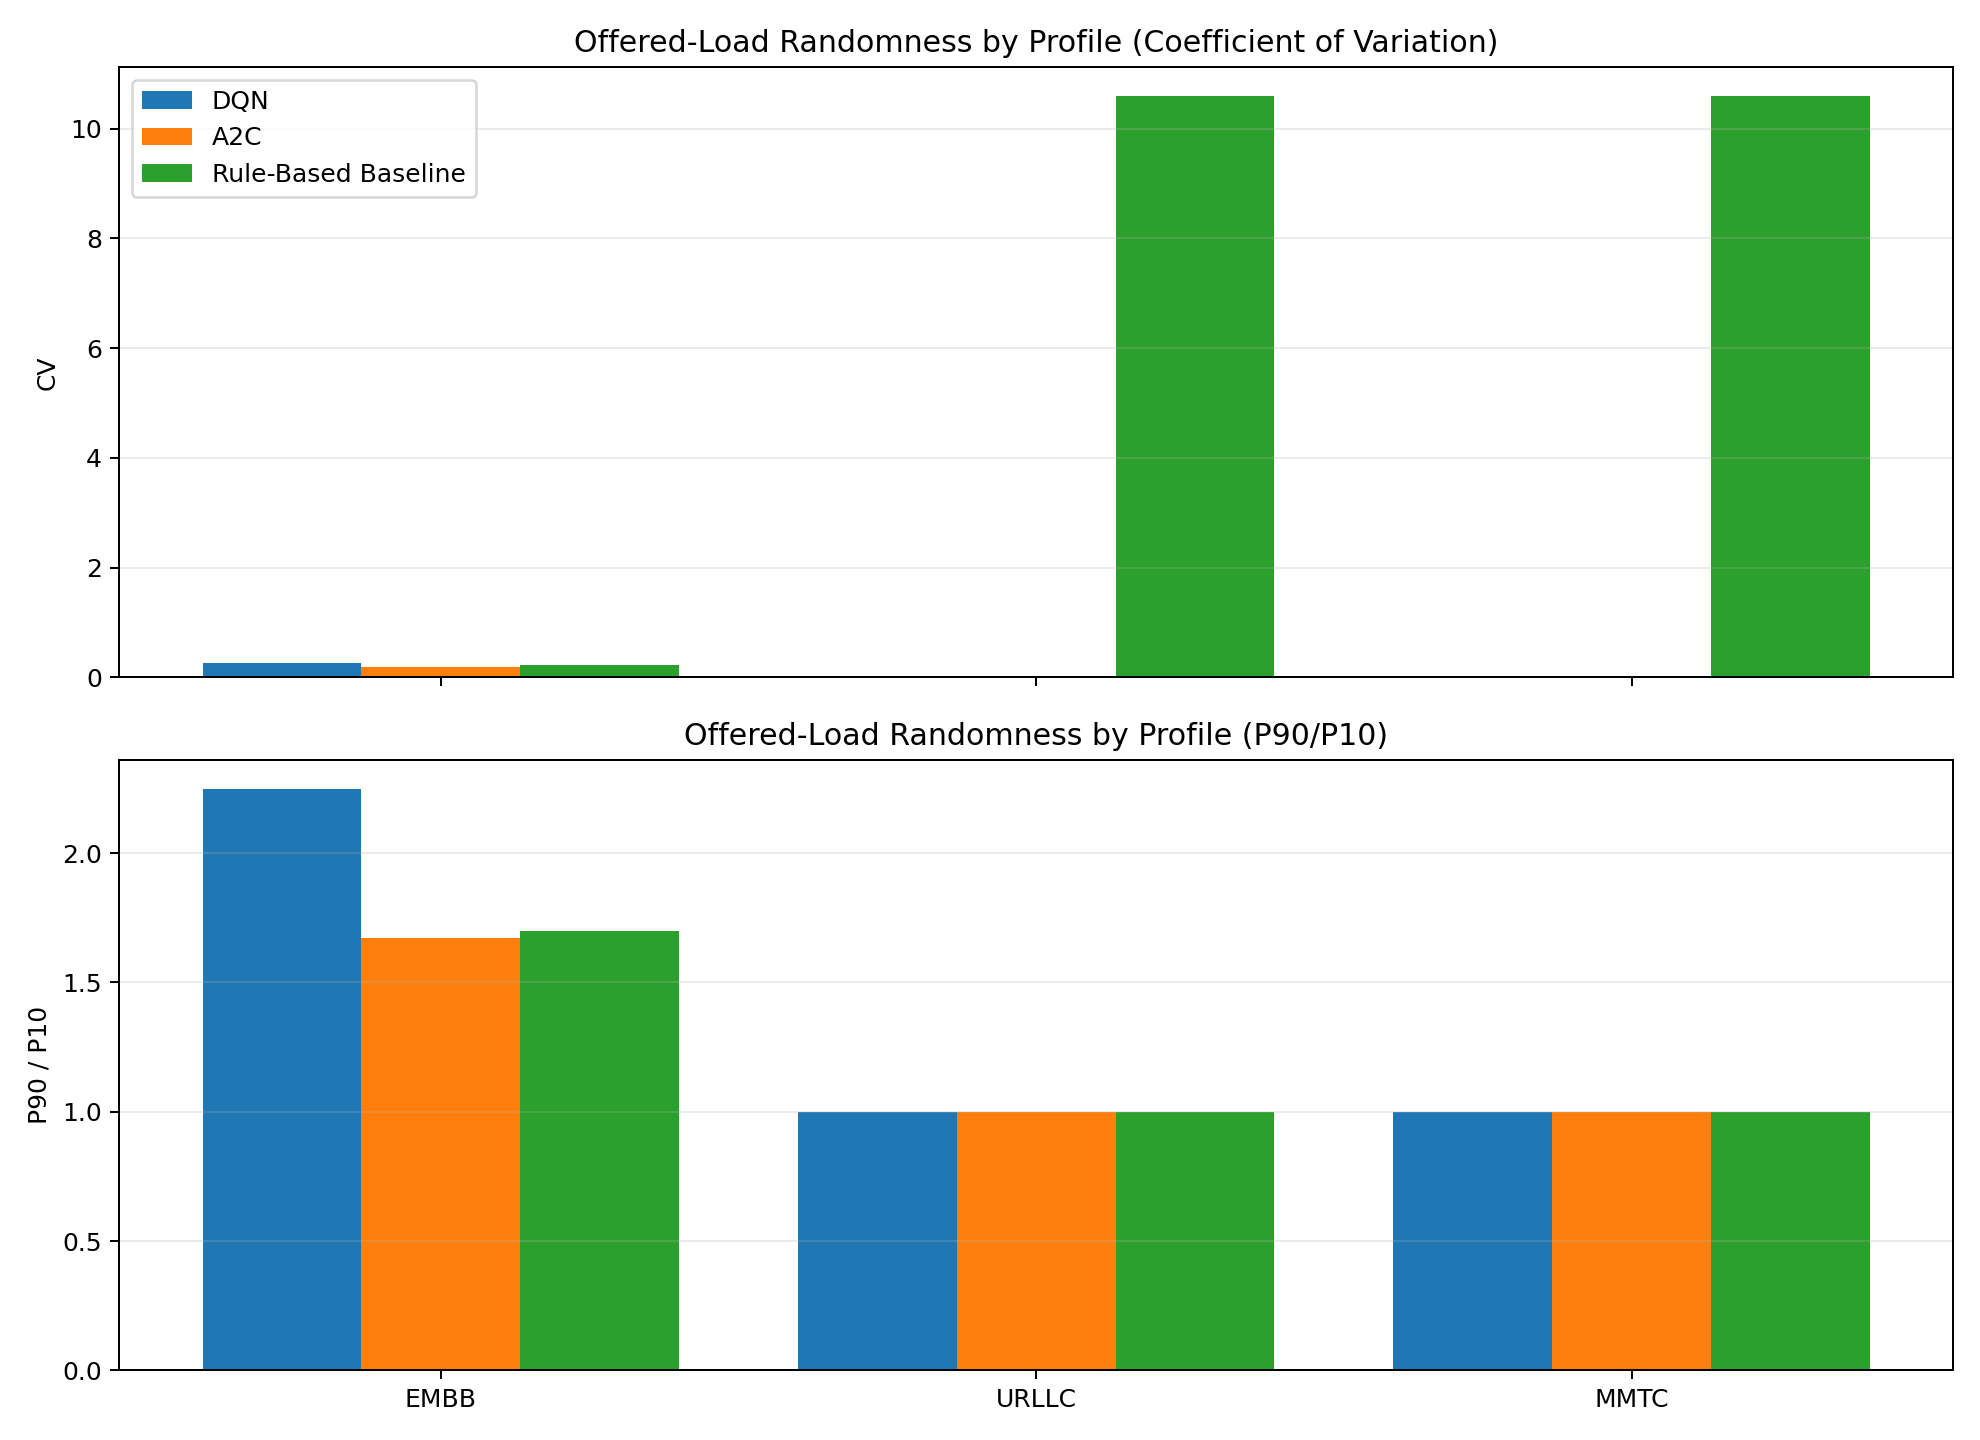 Offered-Load Randomness by Profile (Coefficient of Variation)
DQN
A2C
Rule-Based Baseline
CV
10
8
6
4
2
0
Offered-Load Randomness by Profile (P90/P10)
P90 / P10
2.0
1.5
1.0
0.5
0.0
EMBB URLLC MMTC